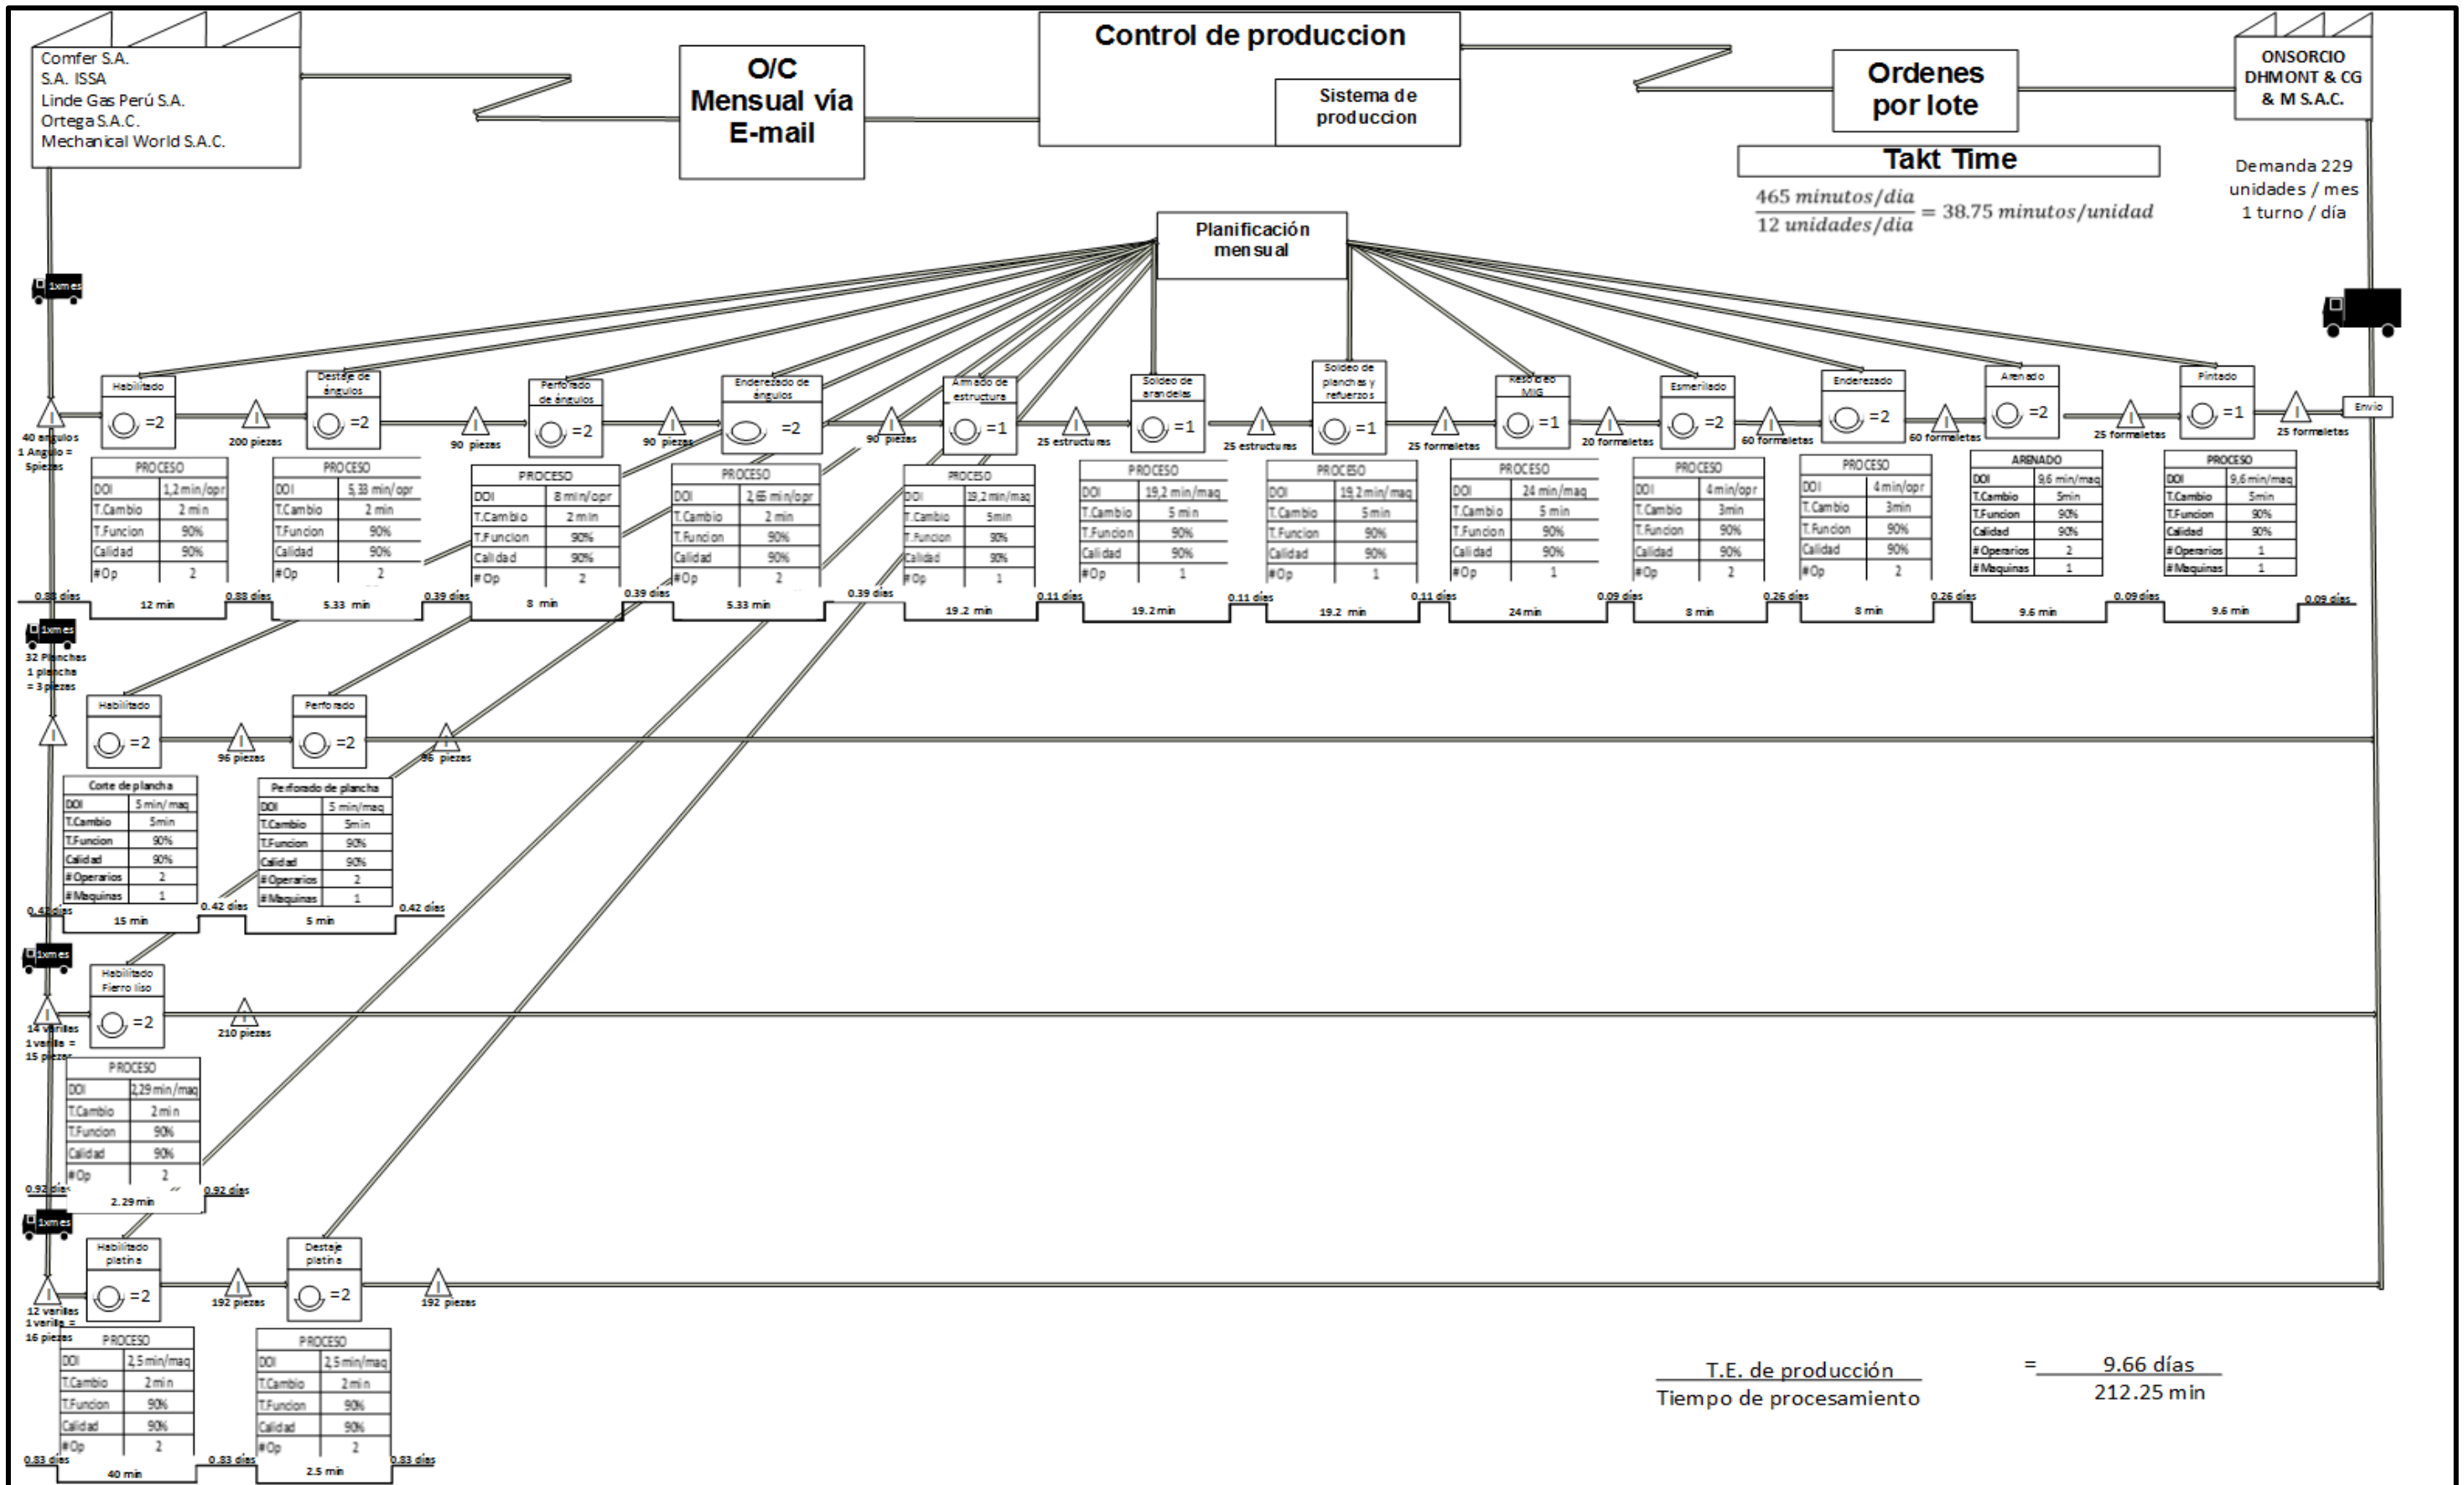 Comfer S.A.
S.A. ISSA
Linde Gas Perú S.A.
Ortega S.A.C.
Mechanical World S.A.C.
O/C
Mensual vía
E-mail
Control de produccion
Sistema de
produccion
Ordenes
por lote
ONSORCIO
DHMONT & CG
& M S.A.C.
Takt Time
465 minutos/dia
12 unidades/dia
= 38.75 minutos/unidad
Demanda 229
unidades / mes
1 turno / día
Planificación
mensual
1xmes
Habilitado
=2
Destaje de
ángulos
=2
Perforado
de ángulos
=2
Enderezado de
ángulos
=2
Armado de
estructura
=1
Soldeo de
arandelas
=1
Soldeo de
planchas y
refuerzos
=1
Resoldeo
MIG
=1
Esmerilado
=2
Enderezado
=2
Arenado
=2
Pintado
=1
Envio
I
40 angulos
1 Angulo =
5piezas
I
200 piezas
I
90 piezas
I
90 piezas
I
90 piezas
I
25 estructuras
I
25 estructuras
I
25 formaletas
I
20 formaletas
I
60 formaletas
I
60 formaletas
I
25 formaletas
I
25 formaletas
PROCESO
DOI 1,2 min/opr
T.Cambio 2 min
T.Funcion 90%
Calidad 90%
#Op 2
PROCESO
DOI 5,33 min/opr
T.Cambio 2 min
T.Funcion 90%
Calidad 90%
#Op 2
PROCESO
DOI 8 min/opr
T.Cambio 2 min
T.Funcion 90%
Calidad 90%
#Op 2
PROCESO
DOI 2,65 min/opr
T.Cambio 2 min
T.Funcion 90%
Calidad 90%
#Op 2
PROCESO
DOI 19,2 min/maq
T.Cambio 5min
T.Funcion 90%
Calidad 90%
#Op 1
PROCESO
DOI 19,2 min/maq
T.Cambio 5 min
T.Funcion 90%
Calidad 90%
#Op 1
PROCESO
DOI 19,2 min/maq
T.Cambio 5 min
T.Funcion 90%
Calidad 90%
#Op 1
PROCESO
DOI 24 min/maq
T.Cambio 5 min
T.Funcion 90%
Calidad 90%
#Op 1
PROCESO
DOI 4 min/opr
T.Cambio 3min
T.Funcion 90%
Calidad 90%
#Op 2
PROCESO
DOI 4 min/opr
T.Cambio 3min
T.Funcion 90%
Calidad 90%
#Op 2
ARENADO
DOI 9,6 min/maq
T.Cambio 5min
T.Funcion 90%
Calidad 90%
#Operarios 2
#Maquinas 1
PROCESO
DOI 9,6 min/maq
T.Cambio 5min
T.Funcion 90%
Calidad 90%
#Operarios 1
#Maquinas 1
0.88 días 12 min 0.88 días 5.33 min 0.39 días 8 min 0.39 días 5.33 min 0.39 días 19.2 min 0.11 días 19.2 min 0.11 días 19.2 min 0.11 días 24 min 0.09 días 8 min 0.26 días 8 min 0.26 días 9.6 min 0.09 días 9.6 min 0.09 días
1xmes
32 Planchas
1 plancha
= 3 piezas
I
Habilitado
=2
I
96 piezas
Perforado
=2
I
96 piezas
Corte de plancha
DOI 5 min/maq
T.Cambio 5min
T.Funcion 90%
Calidad 90%
#Operarios 2
#Maquinas 1
Perforado de plancha
DOI 5 min/maq
T.Cambio 5min
T.Funcion 90%
Calidad 90%
#Operarios 2
#Maquinas 1
0.42 días 15 min 0.42 días 5 min 0.42 días
1xmes
Habilitado
Fierro liso
=2
I
14 varillas
1 varilla =
15 piezas
I
210 piezas
PROCESO
DOI 2,29 min/maq
T.Cambio 2min
T.Funcion 90%
Calidad 90%
#Op 2
0.92 días 2.29 min 0.92 días
1xmes
Habilitado
platina
=2
I
12 varillas
1 varilla =
16 piezas
I
192 piezas
Destaje
platina
=2
I
192 piezas
PROCESO
DOI 2,5 min/maq
T.Cambio 2min
T.Funcion 90%
Calidad 90%
#Op 2
PROCESO
DOI 2,5 min/maq
T.Cambio 2min
T.Funcion 90%
Calidad 90%
#Op 2
0.83 días 40 min 0.83 días 2.5 min 0.83 días
T.E. de producción = 9.66 días
Tiempo de procesamiento 212.25 min